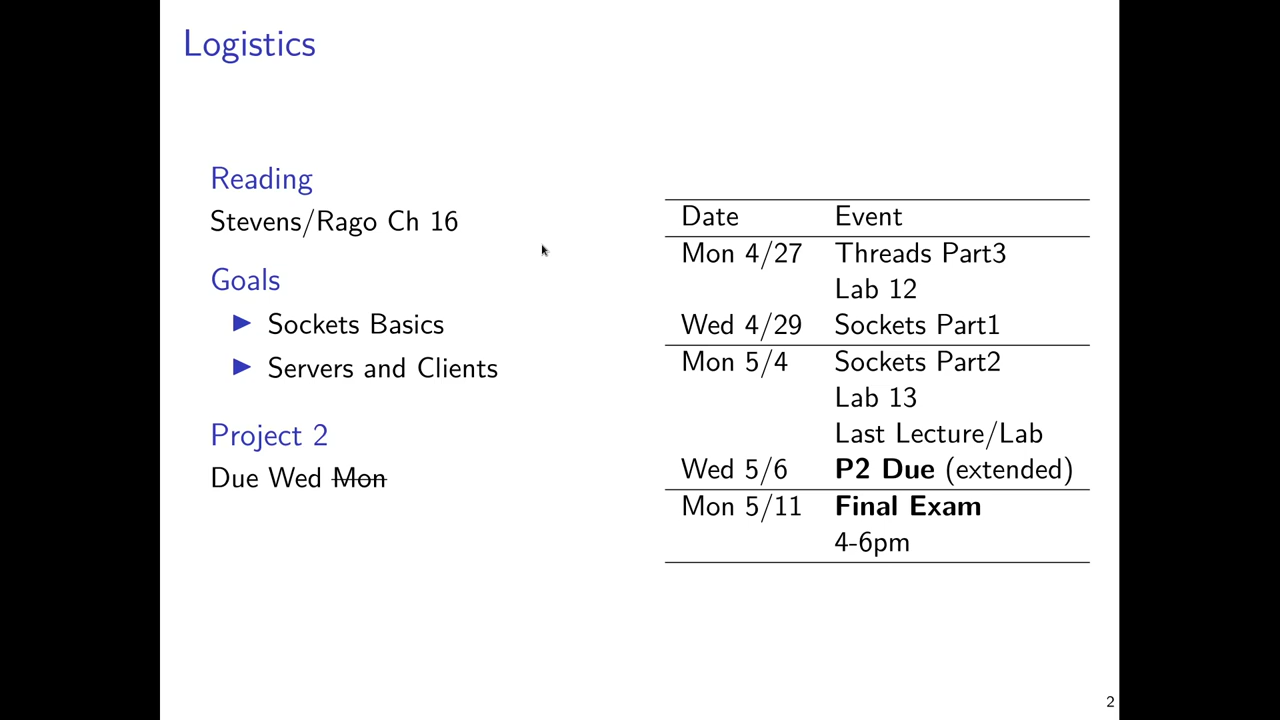 Logistics
Reading
Stevens/Rago Ch 16
Goals
Sockets Basics
Servers and Clients
Project 2
Due Wed Mon
Date Event
Mon 4/27 Threads Part3
Lab 12
Wed 4/29 Sockets Part1
Mon 5/4 Sockets Part2
Lab 13
Last Lecture/Lab
Wed 5/6 P2 Due (extended)
Mon 5/11 Final Exam
4-6pm
2